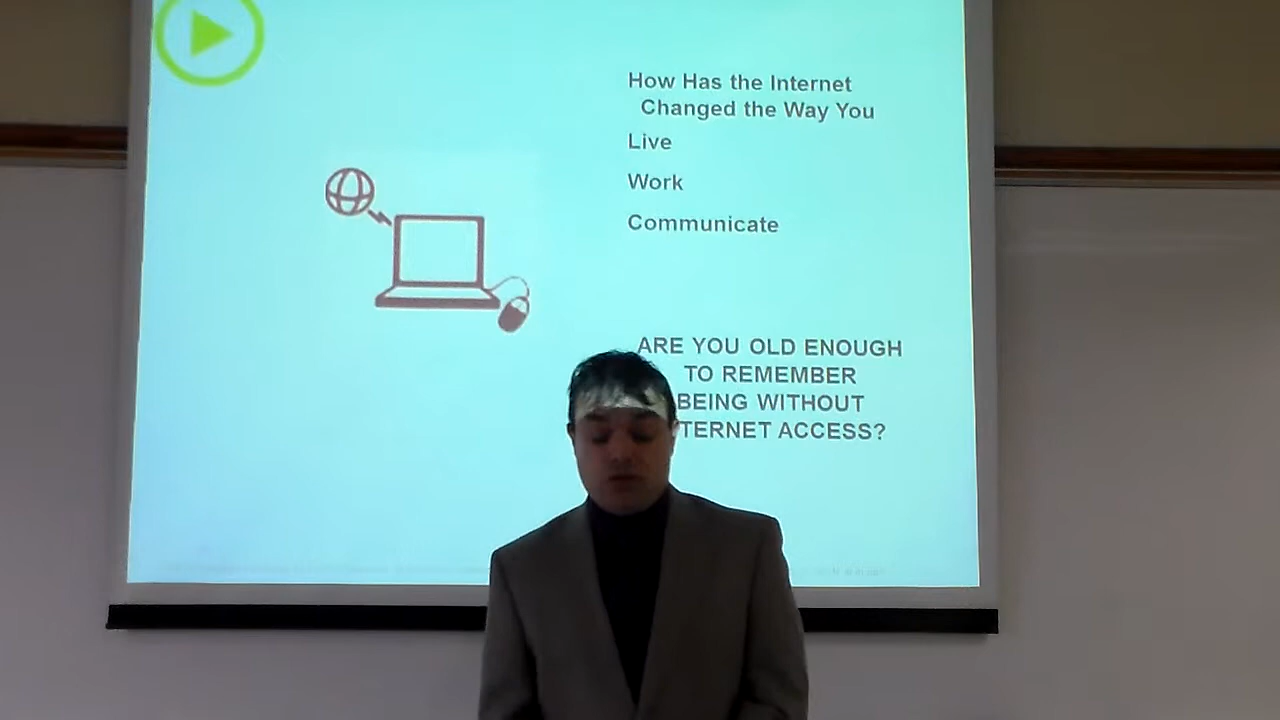 How Has the Internet
Changed the Way You
Live
Work
Communicate
ARE YOU OLD ENOUGH
TO REMEMBER
BEING WITHOUT
TERNET ACCESS?